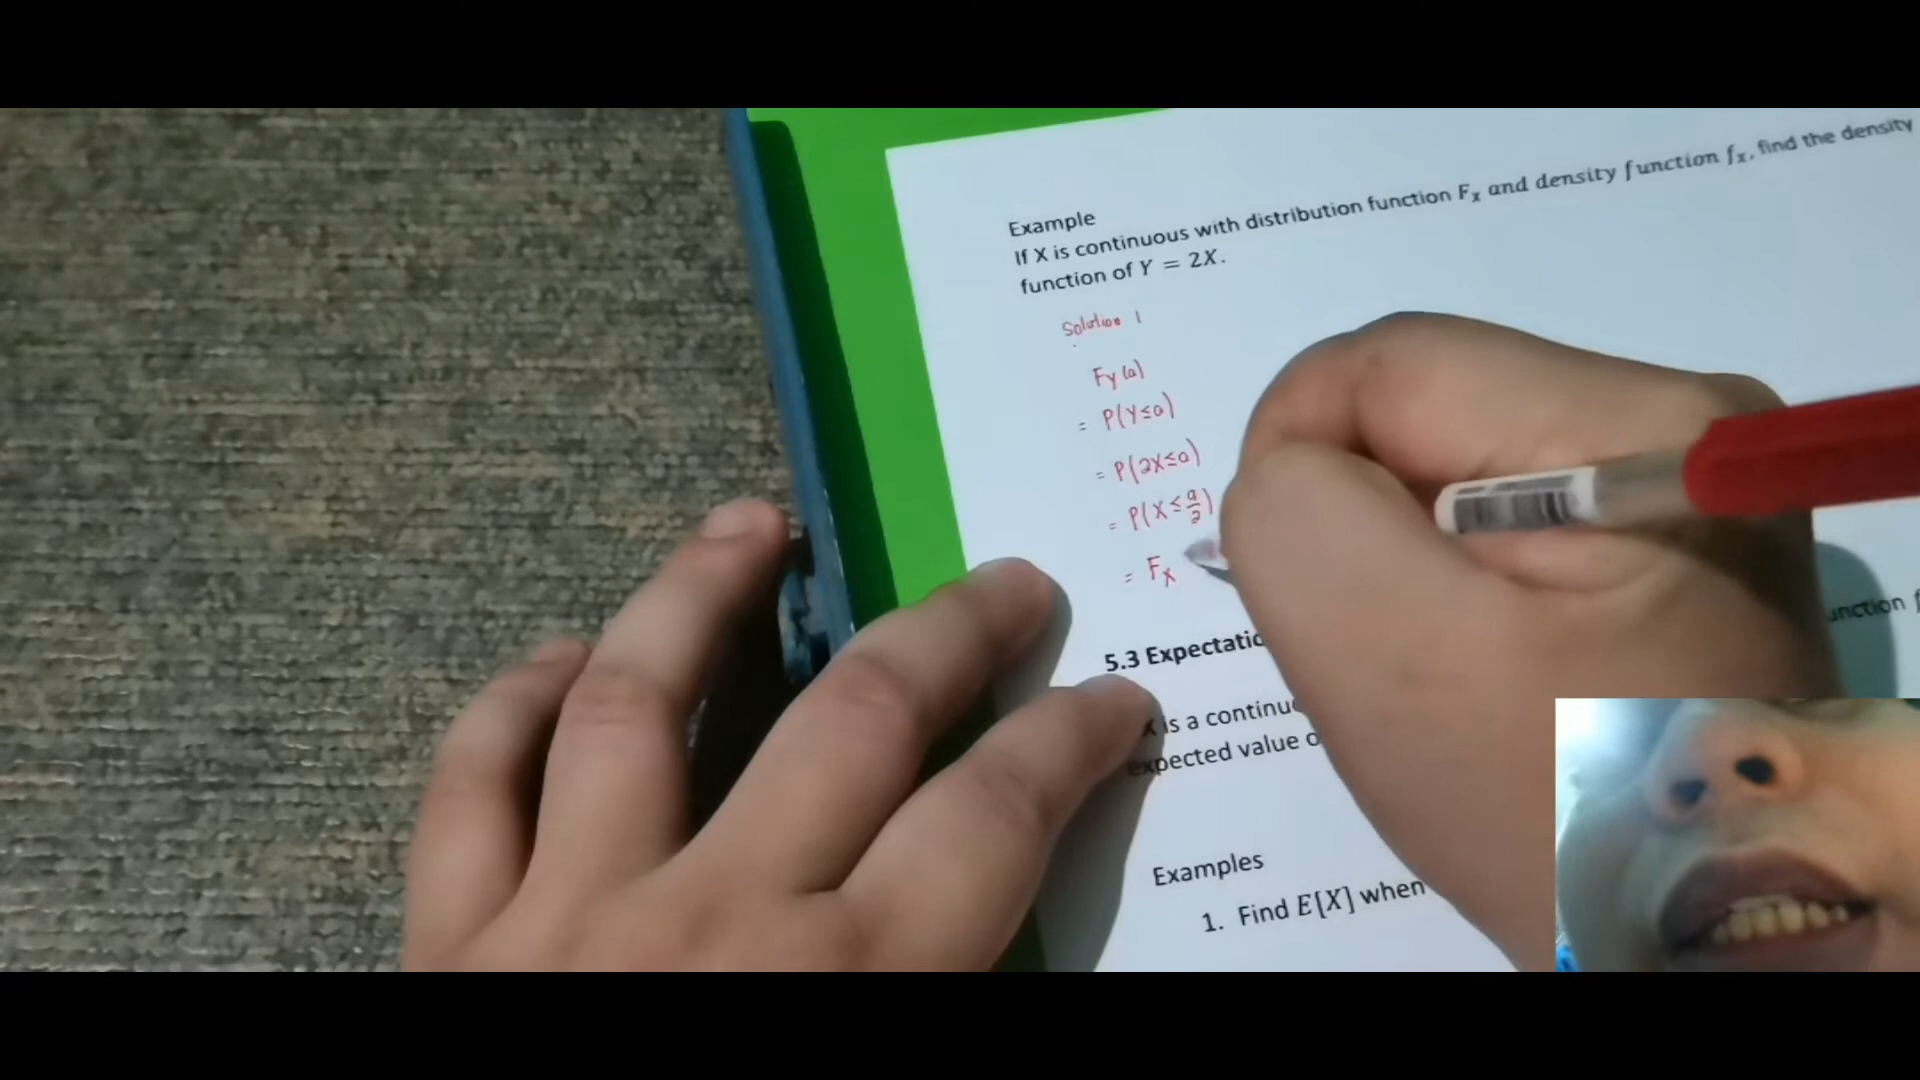 Example
If X is continuous with distribution function Fₓ and density function fₓ, find the density
function of Y = 2X.
Solution 1
Fy(a)
= P(Y≤a)
= P(2X≤a)
= P(X≤a/2)
= Fx
unction f
5.3 Expectatio
X is a continuo
expected value o
Examples
1. Find E[X] when